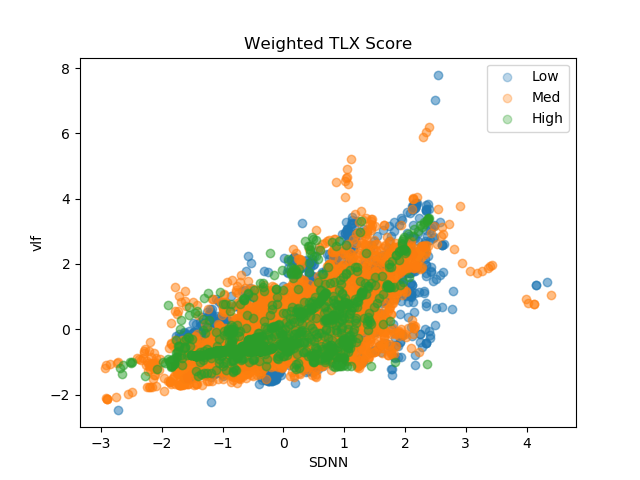 Weighted TLX Score
8
6
4
2
0
−2
vlf
Low
Med
High
−3 −2 −1 0 1 2 3 4
SDNN